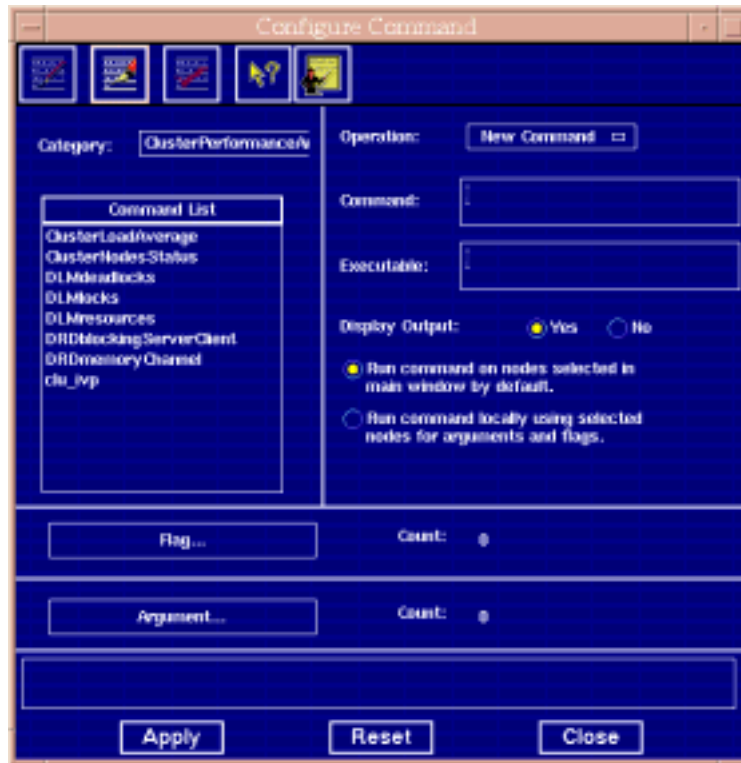 Configure Command
Category:
ClusterPerformance/
Command List
ClusterLoadAverage
ClusterNodesStatus
DLMdeadlocks
DLMlocks
DLMresources
DRDblockingServerClient
DRDmemoryChannel
clu_ivp
Operation:
New Command
Command:
Executable:
Display Output:
Yes
No
Run command on nodes selected in
main window by default.
Run command locally using selected
nodes for arguments and flags.
Flag...
Count:
0
Argument...
Count:
0
Apply
Reset
Close